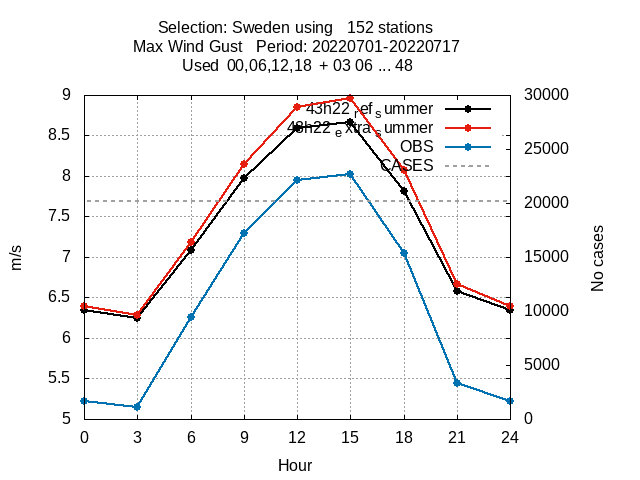 Selection: Sweden using 152 stations
Max Wind Gust Period: 20220701-20220717
Used 00,06,12,18 + 03 06 ... 48
9 30000
43h22_ref_summer
8.5 48h22_extra_summer
25000
OBS
8 CASES
7.5 20000
7 15000
6.5 10000
6
5.5 5000
5 0
m/s
No cases
0 3 6 9 12 15 18 21 24
Hour